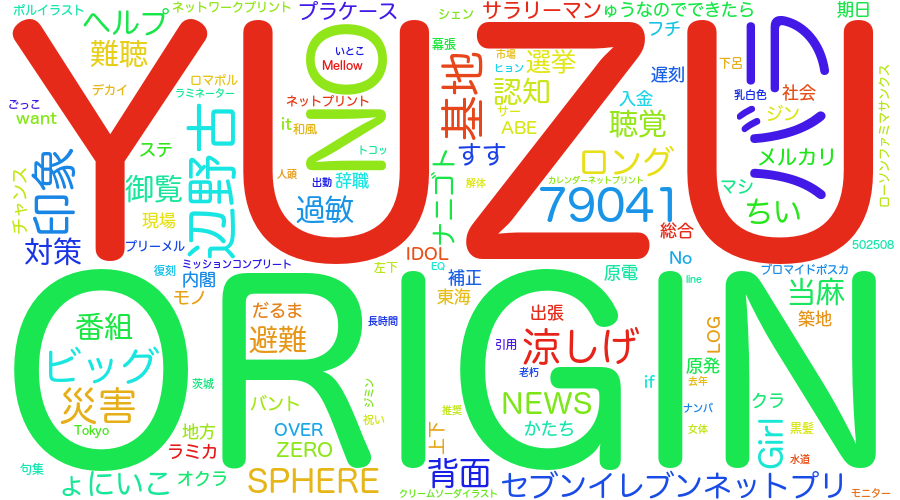 ポルイラスト
ネットワークプリント
プラケース
シェン
サラリーマン
ゅうなのでできたら
期日
ヘルプ
難聴
デカイ
ロマポル
ラミネーター
ごっこ
want
YUZU
NO
いとこ
Mellow
ネットプリント
it
和風
トコッ
幕張
基地
市場
選挙
ヒョン
認知
サー
ABE
フチ
遅刻
入金
聴覚
下呂
バラ
乳白色
社会
ジン
メルカリ
ローソンファミマサンクス
ステ
辺野古
印象
チャンス
御覧
現場
対策
プリーメル
人頭
出動
辞職
過敏
ナニゴト
すす
解体
ロング
カレンダーネットプリント
79041
マシ
ちい
総合
502508
ミッションコンプリート
復刻
内閣
モノ
左下
IDOL
EQ
補正
東海
原電
No
line
ブロマイドポスカ
当麻
築地
ORIGIN
番組
ビッグ
災害
Tokyo
だるま
避難
長時間
出張
引用
涼しげ
老朽
LOG
原発
去年
if
茨城
バント
ジミン
祝い
推奨
NEWS
かたち
ナンパ
クラ
女体
Girl
黒髪
地方
ラミカ
OVER
ZERO
上下
水道
句集
ょにいこ
オクラ
SPHERE
背面
クリームソーダイラスト
セブンイレブンネットプリ
モニター